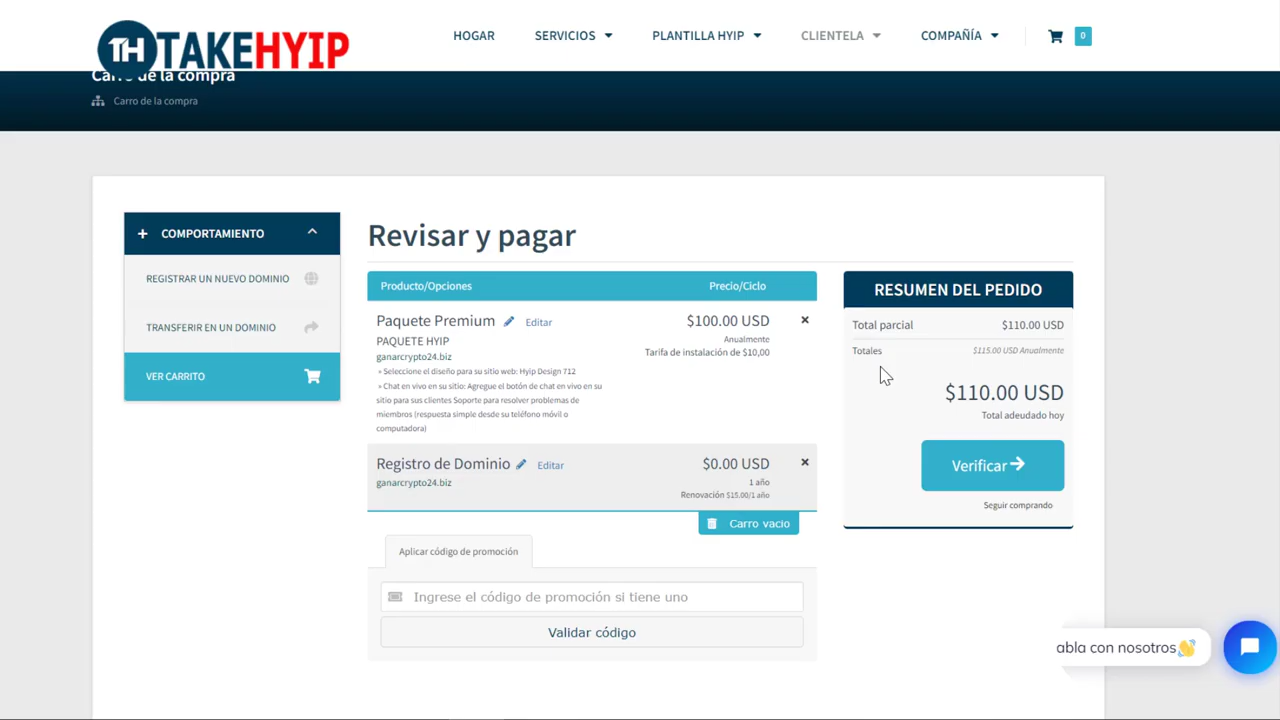 TH TAKEHYIP
HOGAR
SERVICIOS
PLANTILLA HYIP
CLIENTELA
COMPAÑÍA
0
Carro de la compra
Carro de la compra
COMPORTAMIENTO
REGISTRAR UN NUEVO DOMINIO
TRANSFERIR EN UN DOMINIO
VER CARRITO
Revisar y pagar
Producto/Opciones
Precio/Ciclo
Paquete Premium
Editar
$100.00 USD
PAQUETE HYIP
Anualmente
ganarcrypto24.biz
Tarifa de instalación de $10,00
» Seleccione el diseño para su sitio web: Hyip Design 712
» Chat en vivo en su sitio: Agregue el botón de chat en vivo en su
sitio para sus clientes Soporte para resolver problemas de
miembros (respuesta simple desde su teléfono móvil o
computadora)
Registro de Dominio
Editar
$0.00 USD
ganarcrypto24.biz
1 año
Renovación $15.00/1 año
Carro vacio
Aplicar código de promoción
Ingrese el código de promoción si tiene uno
Validar código
RESUMEN DEL PEDIDO
Total parcial
$110.00 USD
Totales
$115.00 USD Anualmente
$110.00 USD
Total adeudado hoy
Verificar
Seguir comprando
abla con nosotros👋